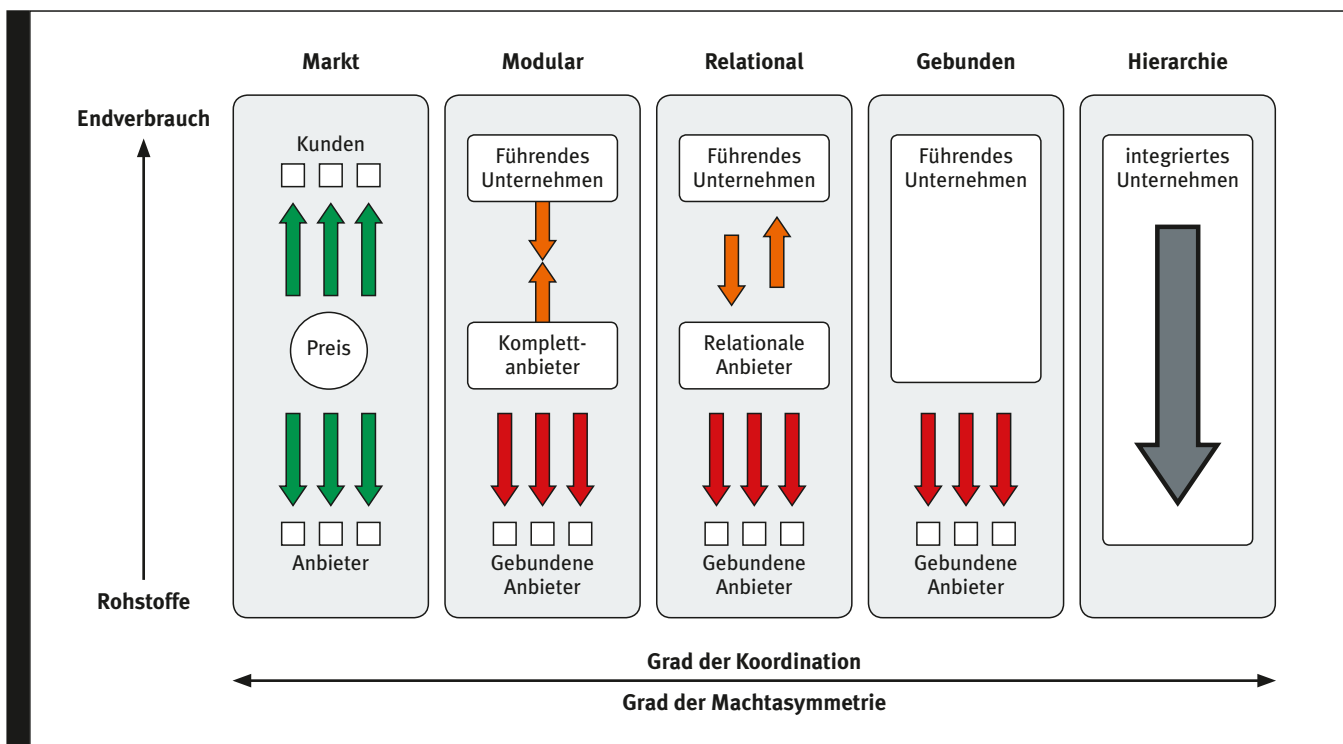 Markt
Modular
Relational
Gebunden
Hierarchie
Endverbrauch
Rohstoffe
Kunden
Preis
Anbieter
Führendes
Unternehmen
Komplett-
anbieter
Gebundene
Anbieter
Führendes
Unternehmen
Relationale
Anbieter
Gebundene
Anbieter
Führendes
Unternehmen
Gebundene
Anbieter
integriertes
Unternehmen
Grad der Koordination
Grad der Machtasymmetrie